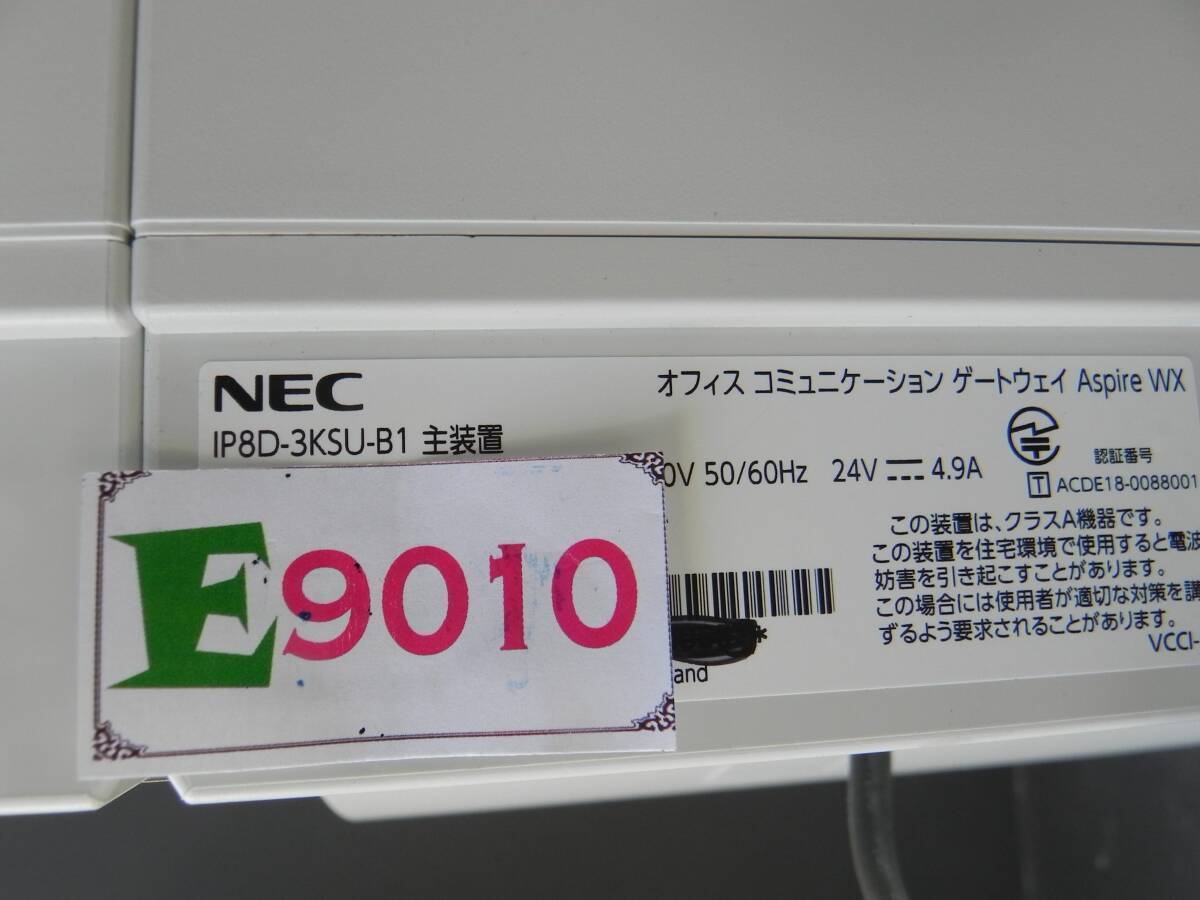 NEC
オフィス コミュニケーション ゲートウェイ Aspire WX
IP8D-3KSU-B1 主装置
0V 50/60Hz 24V 4.9A
認証番号
T ACDE18-0088001
この装置は、クラスA機器です。
この装置を住宅環境で使用すると電波
妨害を引き起こすことがあります。
この場合には使用者が適切な対策を講
ずるよう要求されることがあります。
VCCI-
and
E9010